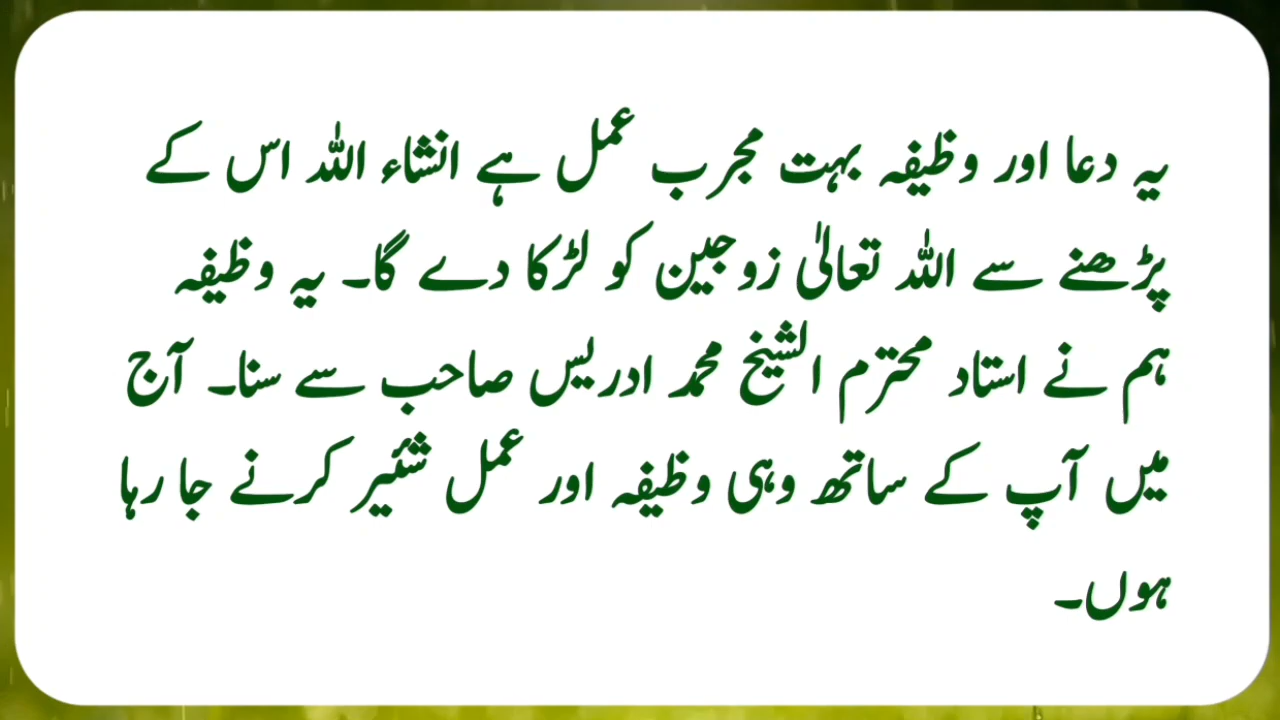 یہ دعا اور وظیفہ بہت مجرب عمل ہے انشاء اللہ اس کے
پڑھنے سے اللہ تعالیٰ زوجین کو لڑکا دے گا۔ یہ وظیفہ
ہم نے استاد محترم الشیخ محمد ادریس صاحب سے سنا۔ آج
میں آپ کے ساتھ وہی وظیفہ اور عمل شئیر کرنے جا رہا
ہوں۔